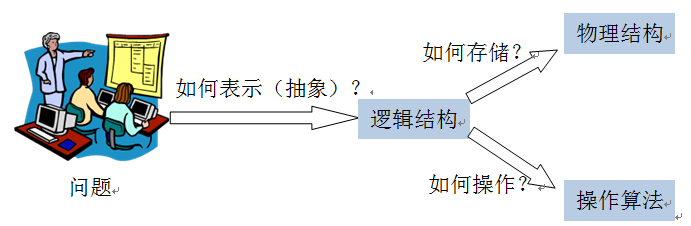 问题
如何表示（抽象）？
逻辑结构
如何存储？
物理结构
如何操作？
操作算法